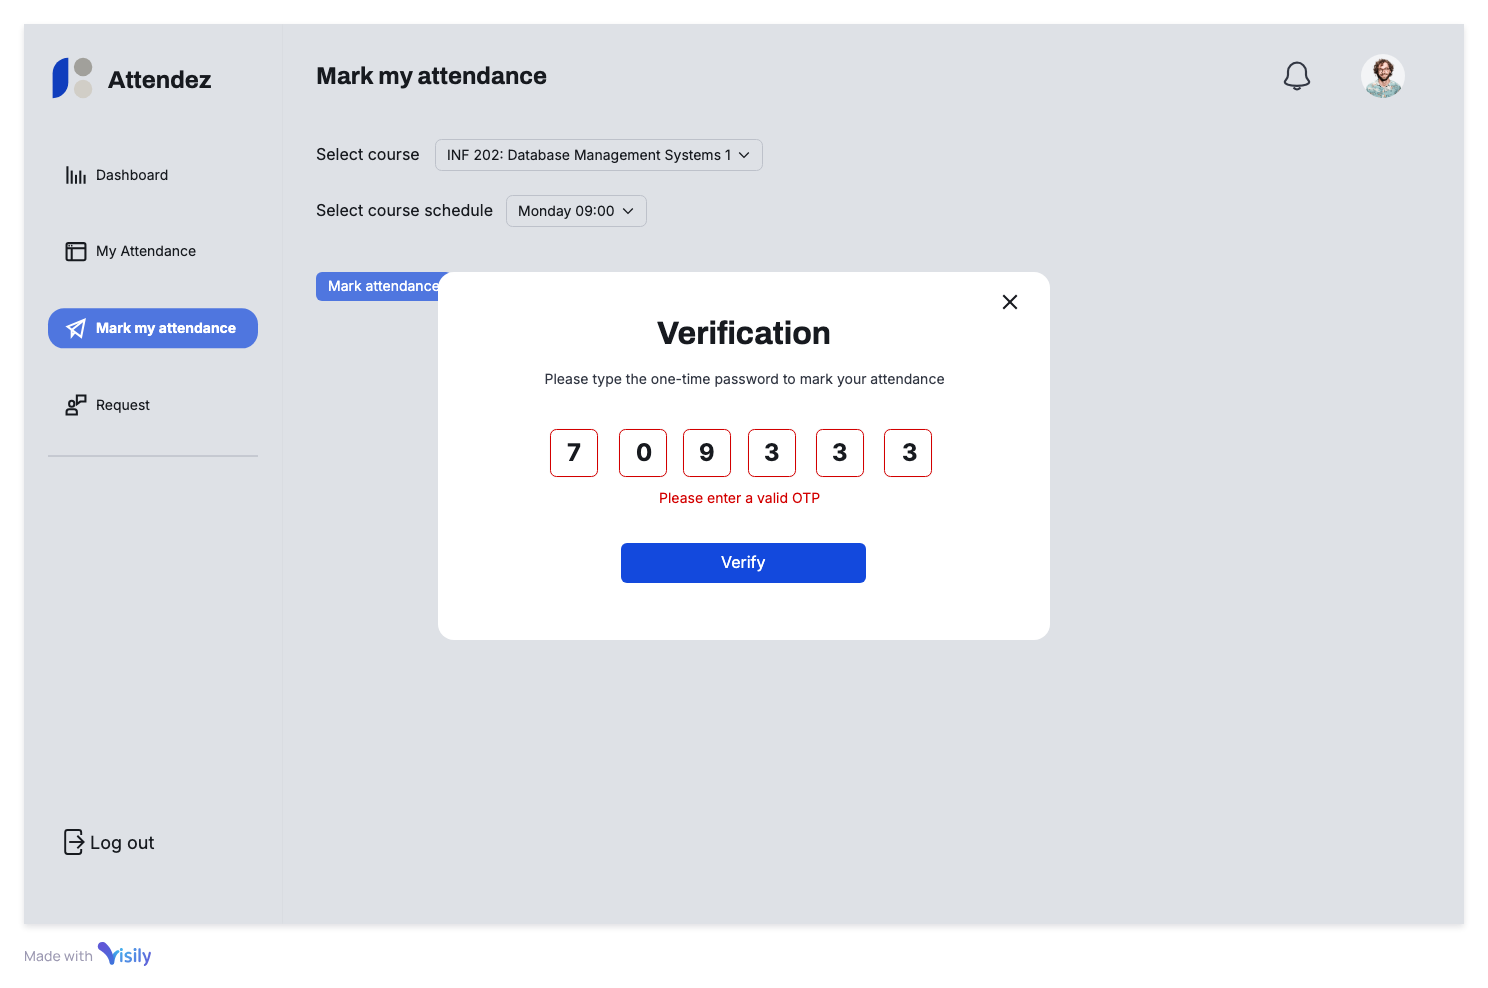 Attendez
Mark my attendance
Select course
INF 202: Database Management Systems 1
Dashboard
Select course schedule
Monday 09:00
My Attendance
Mark attendance
Mark my attendance
Verification
Please type the one-time password to mark your attendance
Request
7 0 9 3 3 3
Please enter a valid OTP
Verify
Log out
Made with Visily